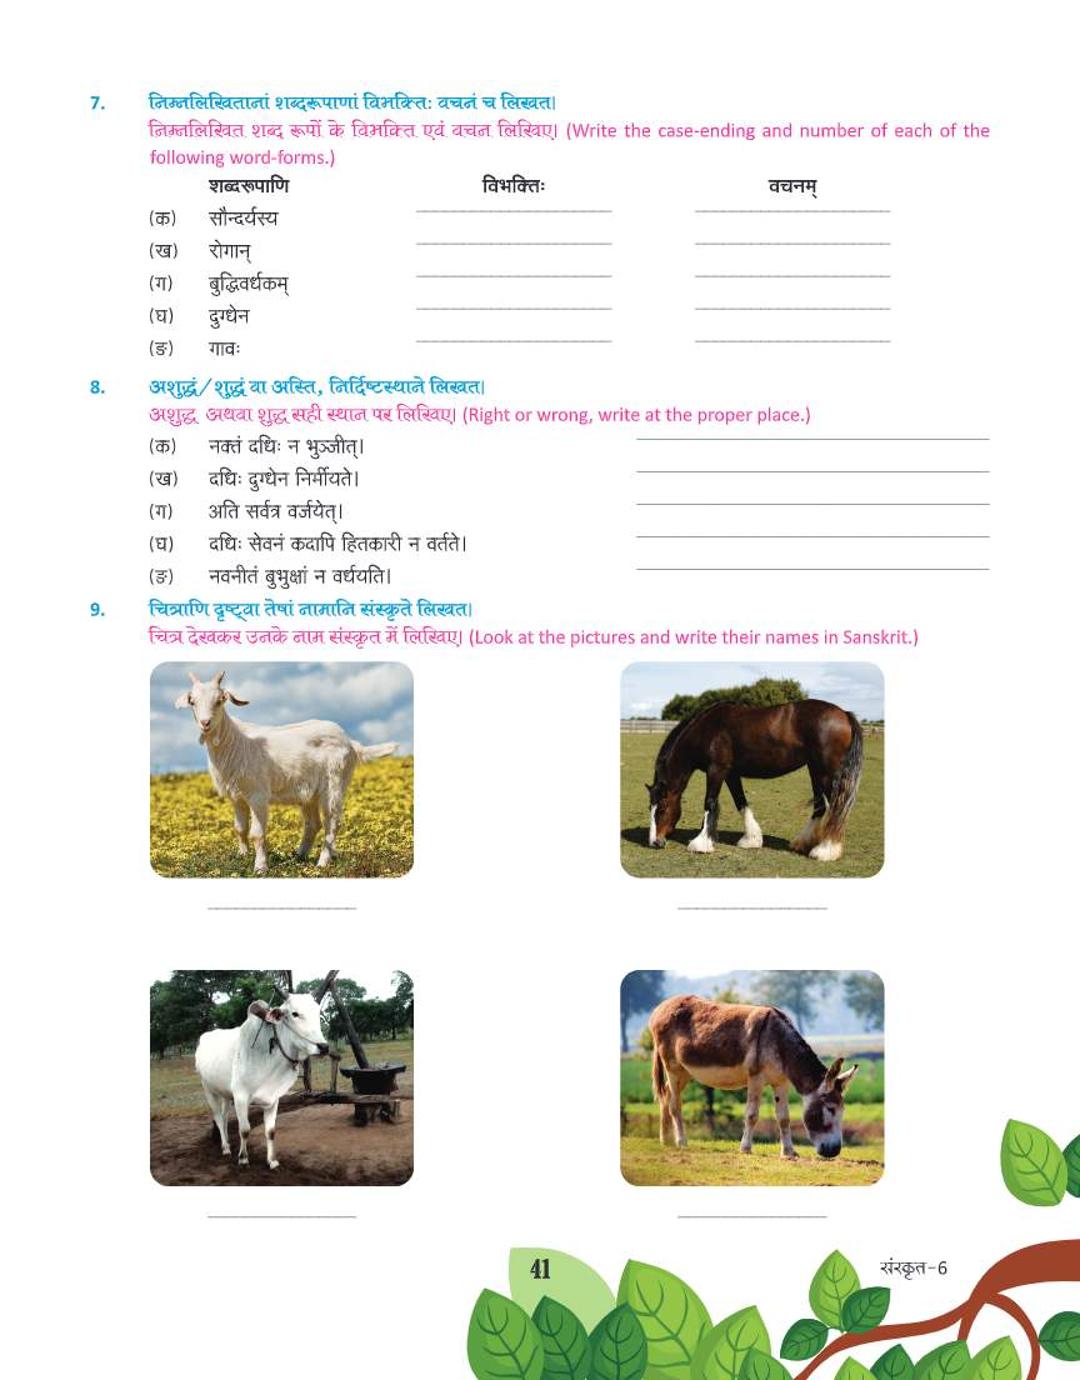 7. निम्नलिखितानां शब्दरूपाणां विभक्तिः वचनं च लिखत।
निम्नलिखित शब्द रूपों के विभक्ति एवं वचन लिखिए। (Write the case-ending and number of each of the
following word-forms.)
शब्दरूपाणि विभक्तिः वचनम्
(क) सौन्दर्यस्य
(ख) रोगान्
(ग) बुद्धिवर्धकम्
(घ) दुग्धेन
(ङ) गावः
8. अशुद्धं/शुद्धं वा अस्ति, निर्दिष्टस्थाने लिखत।
अशुद्ध अथवा शुद्ध सही स्थान पर लिखिए। (Right or wrong, write at the proper place.)
(क) नक्तं दधिः न भुञ्जीत्।
(ख) दधिः दुग्धेन निर्मीयते।
(ग) अति सर्वत्र वर्जयेत्।
(घ) दधिः सेवनं कदापि हितकारी न वर्तते।
(ङ) नवनीतं बुभुक्षां न वर्धयति।
9. चित्राणि दृष्ट्वा तेषां नामानि संस्कृते लिखत।
चित्र देखकर उनके नाम संस्कृत में लिखिए। (Look at the pictures and write their names in Sanskrit.)
41
संस्कृत-6